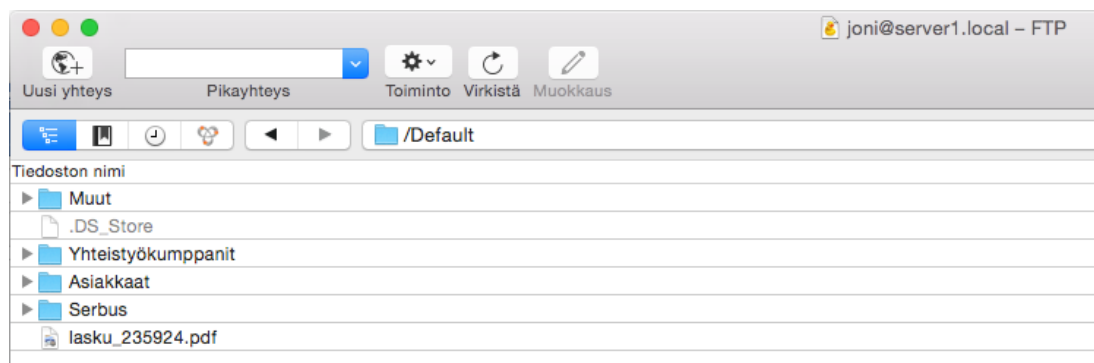 joni@server1.local – FTP
Uusi yhteys Pikayhteys Toiminto Virkistä Muokkaus
/Default
Tiedoston nimi
Muut
.DS_Store
Yhteistyökumppanit
Asiakkaat
Serbus
lasku_235924.pdf